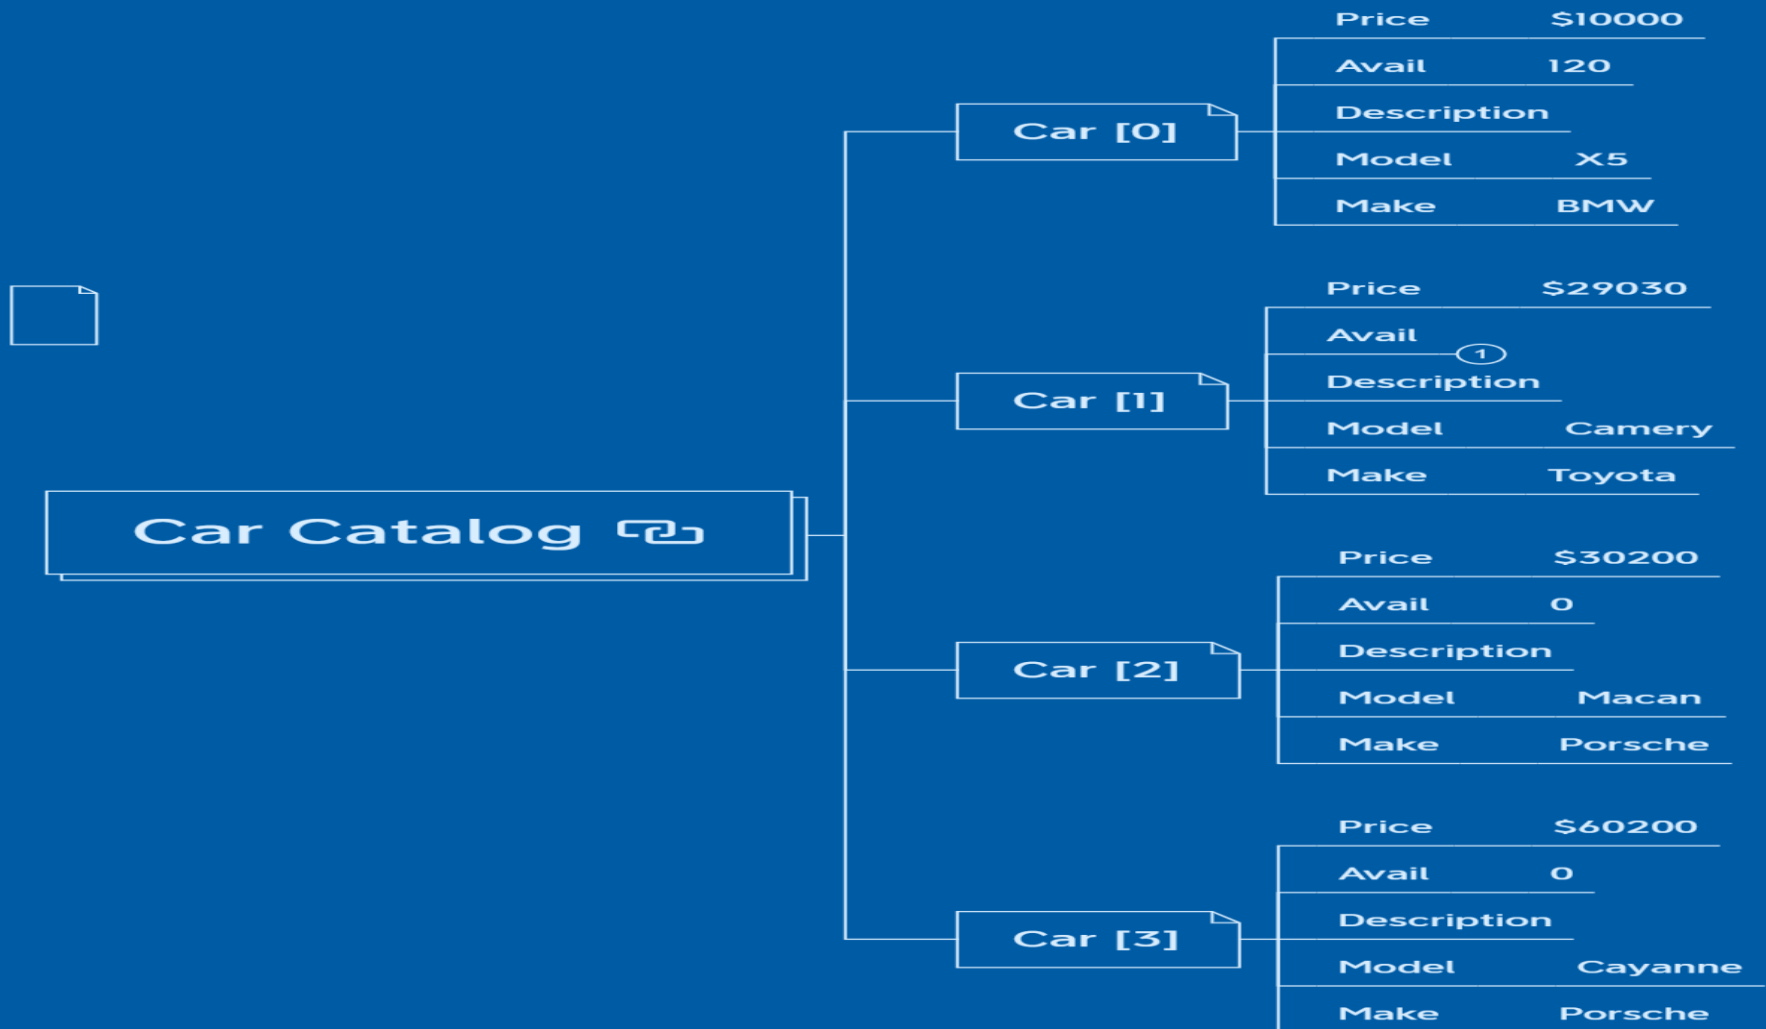 Price $10000
Avail 120
Description
Car [0]
Model X5
Make BMW
Price $29030
Avail
1
Description
Car [1]
Model Camery
Make Toyota
Car Catalog
Price $30200
Avail 0
Description
Car [2]
Model Macan
Make Porsche
Price $60200
Avail 0
Description
Car [3]
Model Cayanne
Make Porsche